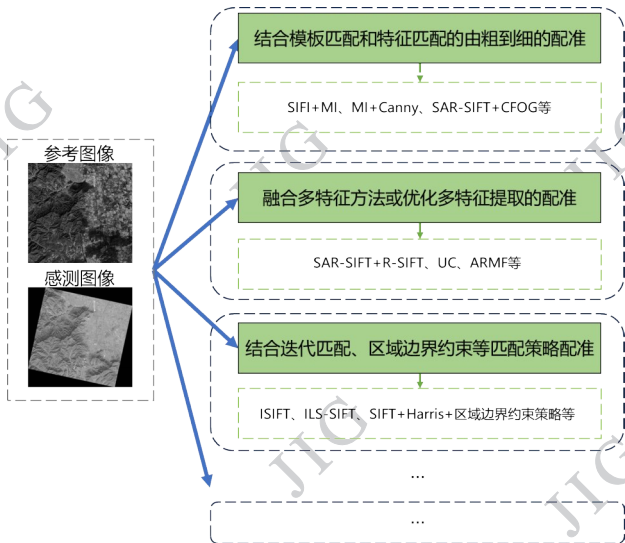 结合模板匹配和特征匹配的由粗到细的配准
SIFI+MI、MI+Canny、SAR-SIFT+CFOG等
参考图像
融合多特征方法或优化多特征提取的配准
SAR-SIFT+R-SIFT、UC、ARMF等
感测图像
结合迭代匹配、区域边界约束等匹配策略配准
ISIFT、ILS-SIFT、SIFT+Harris+区域边界约束策略等
...
...
JIG
JIG
JIG
JIG
JIG